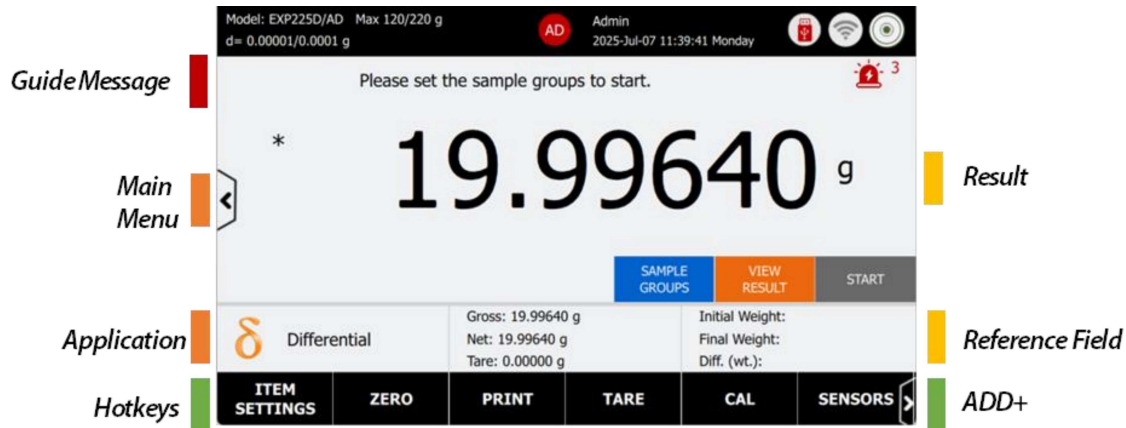 Model: EXP225D/AD Max 120/220 g
d= 0.00001/0.0001 g
AD
Admin
2025-Jul-07 11:39:41 Monday
Guide Message
Please set the sample groups to start.
3
*
19.99640 g
Main
Menu
Result
SAMPLE
GROUPS
VIEW
RESULT
START
Application
δ
Differential
Gross: 19.99640 g
Net: 19.99640 g
Tare: 0.00000 g
Initial Weight:
Final Weight:
Diff. (wt.):
Reference Field
Hotkeys
ITEM
SETTINGS
ZERO
PRINT
TARE
CAL
SENSORS
ADD+